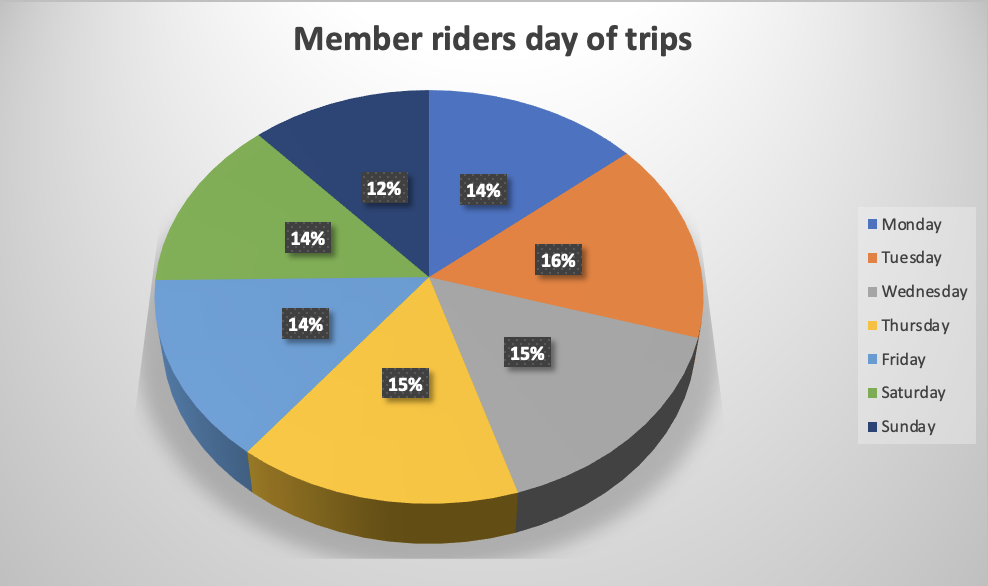 Member riders day of trips
12%
14%
14%
16%
14%
15%
15%
Monday
Tuesday
Wednesday
Thursday
Friday
Saturday
Sunday